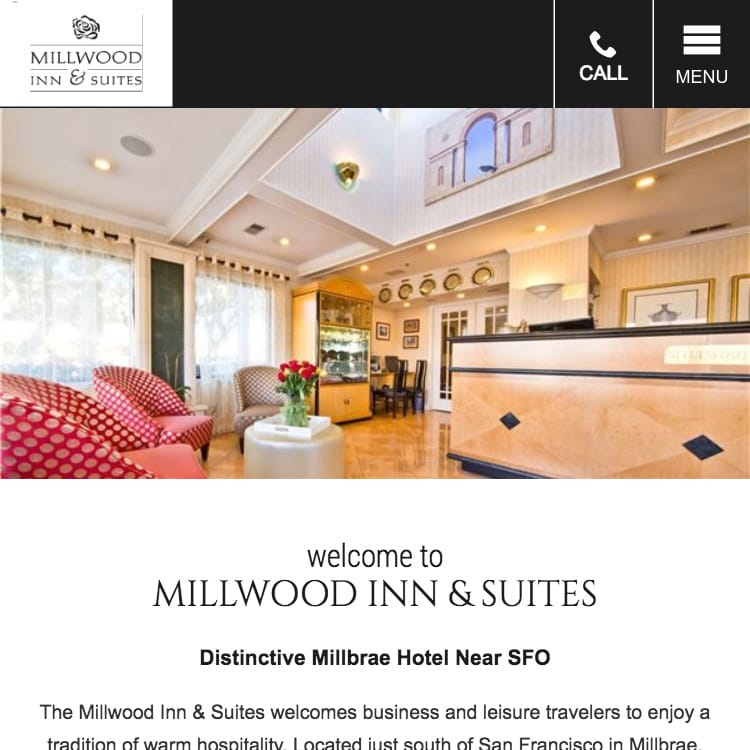 MILLWOOD
INN & SUITES
CALL
MENU
MILLWOOD
welcome to
MILLWOOD INN & SUITES
Distinctive Millbrae Hotel Near SFO
The Millwood Inn & Suites welcomes business and leisure travelers to enjoy a
tradition of warm hospitality. Located just south of San Francisco in Millbrae,